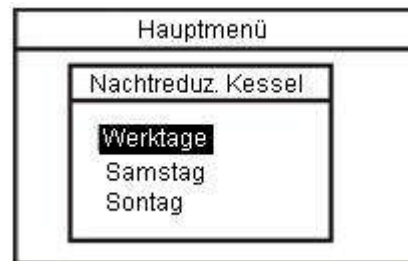 Hauptmenü
Nachtreduz. Kessel
Werktage
Samstag
Sontag